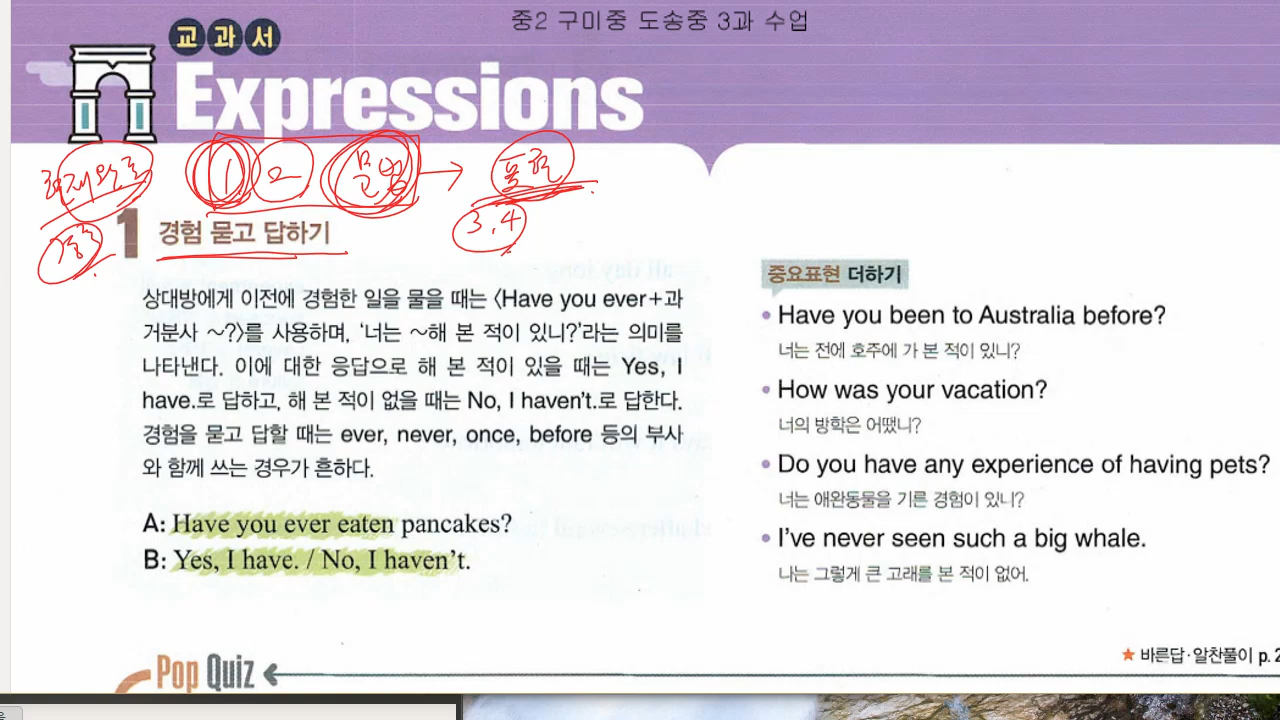 중2 구미중 도송중 3과 수업
교과서
Expressions
현재완료 1 2 문법 → 프린트
경험
3, 4
1 경험 묻고 답하기
상대방에게 이전에 경험한 일을 물을 때는 〈Have you ever+과
거분사 ~?〉를 사용하며, ‘너는 ~해 본 적이 있니?’라는 의미를
나타낸다. 이에 대한 응답으로 해 본 적이 있을 때는 Yes, I
have.로 답하고, 해 본 적이 없을 때는 No, I haven’t.로 답한다.
경험을 묻고 답할 때는 ever, never, once, before 등의 부사
와 함께 쓰는 경우가 흔하다.
A: Have you ever eaten pancakes?
B: Yes, I have. / No, I haven’t.
중요표현 더하기
• Have you been to Australia before?
너는 전에 호주에 가 본 적이 있니?
• How was your vacation?
너의 방학은 어땠니?
• Do you have any experience of having pets?
너는 애완동물을 기른 경험이 있니?
• I’ve never seen such a big whale.
나는 그렇게 큰 고래를 본 적이 없어.
★ 바른답·알찬풀이 p. 2
Pop Quiz